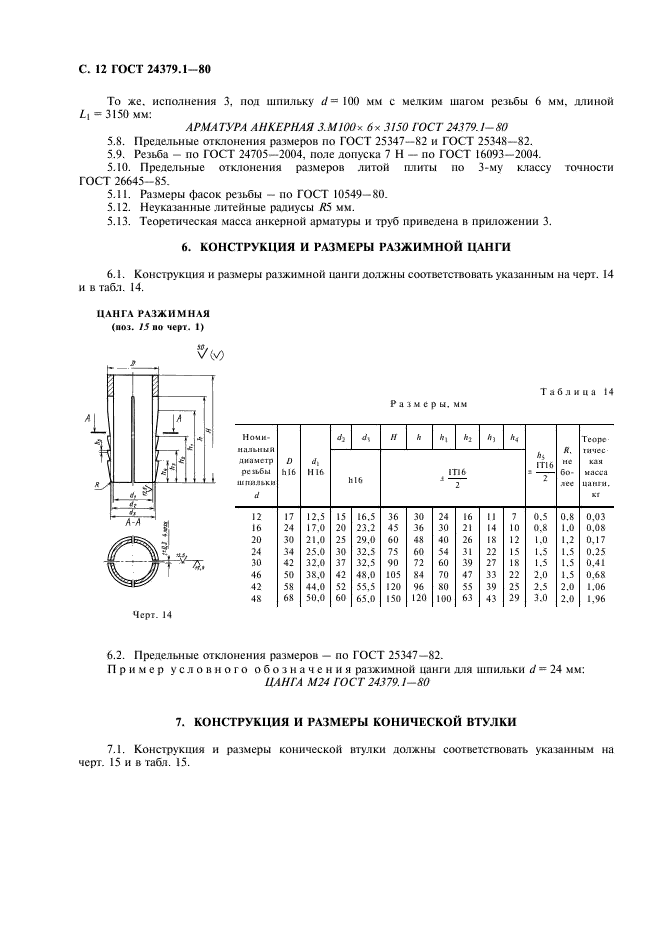 С. 12 ГОСТ 24379.1—80
То же, исполнения 3, под шпильку d = 100 мм с мелким шагом резьбы 6 мм, длиной
L₁ = 3150 мм:
АРМАТУРА АНКЕРНАЯ 3.М100 × 6 × 3150 ГОСТ 24379.1—80
5.8. Предельные отклонения размеров по ГОСТ 25347—82 и ГОСТ 25348—82.
5.9. Резьба — по ГОСТ 24705—2004, поле допуска 7 Н — по ГОСТ 16093—2004.
5.10. Предельные отклонения размеров литой плиты по 3-му классу точности
ГОСТ 26645—85.
5.11. Размеры фасок резьбы — по ГОСТ 10549—80.
5.12. Неуказанные литейные радиусы R5 мм.
5.13. Теоретическая масса анкерной арматуры и труб приведена в приложении 3.
6. КОНСТРУКЦИЯ И РАЗМЕРЫ РАЗЖИМНОЙ ЦАНГИ
6.1. Конструкция и размеры разжимной цанги должны соответствовать указанным на черт. 14
и в табл. 14.
ЦАНГА РАЗЖИМНАЯ
(поз. 15 по черт. 1)
50 (√)
D
A A
H
h
h₁
h₂
h₃
h₄
h₅
R
12,5
d₁
d₂
d₃
A-A
12,5
Черт. 14
Таблица 14
Размеры, мм
Номинальный диаметр резьбы шпильки d | D h16 | d₁ H16 | d₂ | d₃ | H | h | h₁ | h₂ | h₃ | h₄ | h₅ ± IT16/2 | R, не более | Теоретическая масса цанги, кг
h16 | ± IT16/2
12 17 12,5 15 16,5 36 30 24 16 11 7 0,5 0,8 0,03
16 24 17,0 20 23,2 45 36 30 21 14 10 0,8 1,0 0,08
20 30 21,0 25 29,0 60 48 40 26 18 12 1,0 1,2 0,17
24 34 25,0 30 32,5 75 60 54 31 22 15 1,5 1,5 0,25
30 42 32,0 37 32,5 90 72 60 39 27 18 1,5 1,5 0,41
46 50 38,0 42 48,0 105 84 70 47 33 22 2,0 1,5 0,68
42 58 44,0 52 55,5 120 96 80 55 39 25 2,5 2,0 1,06
48 68 50,0 60 65,0 150 120 100 63 43 29 3,0 2,0 1,96
6.2. Предельные отклонения размеров — по ГОСТ 25347—82.
Пример условного обозначения разжимной цанги для шпильки d = 24 мм:
ЦАНГА М24 ГОСТ 24379.1—80
7. КОНСТРУКЦИЯ И РАЗМЕРЫ КОНИЧЕСКОЙ ВТУЛКИ
7.1. Конструкция и размеры конической втулки должны соответствовать указанным на
черт. 15 и в табл. 15.